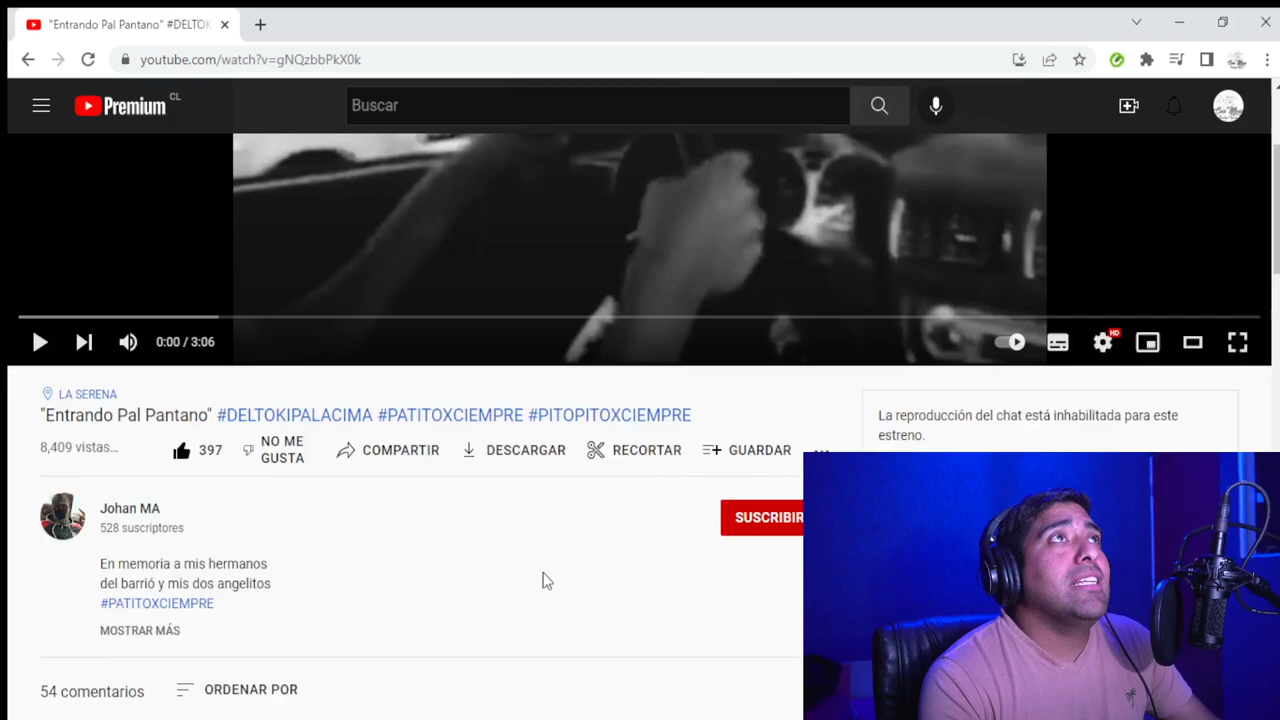 "Entrando Pal Pantano" #DELTOK
youtube.com/watch?v=gNQzbbPkX0k
Premium CL
Buscar
0:00 / 3:06
HD
LA SERENA
"Entrando Pal Pantano" #DELTOKIPALACIMA #PATITOXCIEMPRE #PITOPITOXCIEMPRE
8,409 vistas...
397
NO ME
GUSTA
COMPARTIR
DESCARGAR
RECORTAR
GUARDAR
La reproducción del chat está inhabilitada para este
estreno.
Johan MA
528 suscriptores
SUSCRIBIR
En memoria a mis hermanos
del barrió y mis dos angelitos
#PATITOXCIEMPRE
MOSTRAR MÁS
54 comentarios
ORDENAR POR